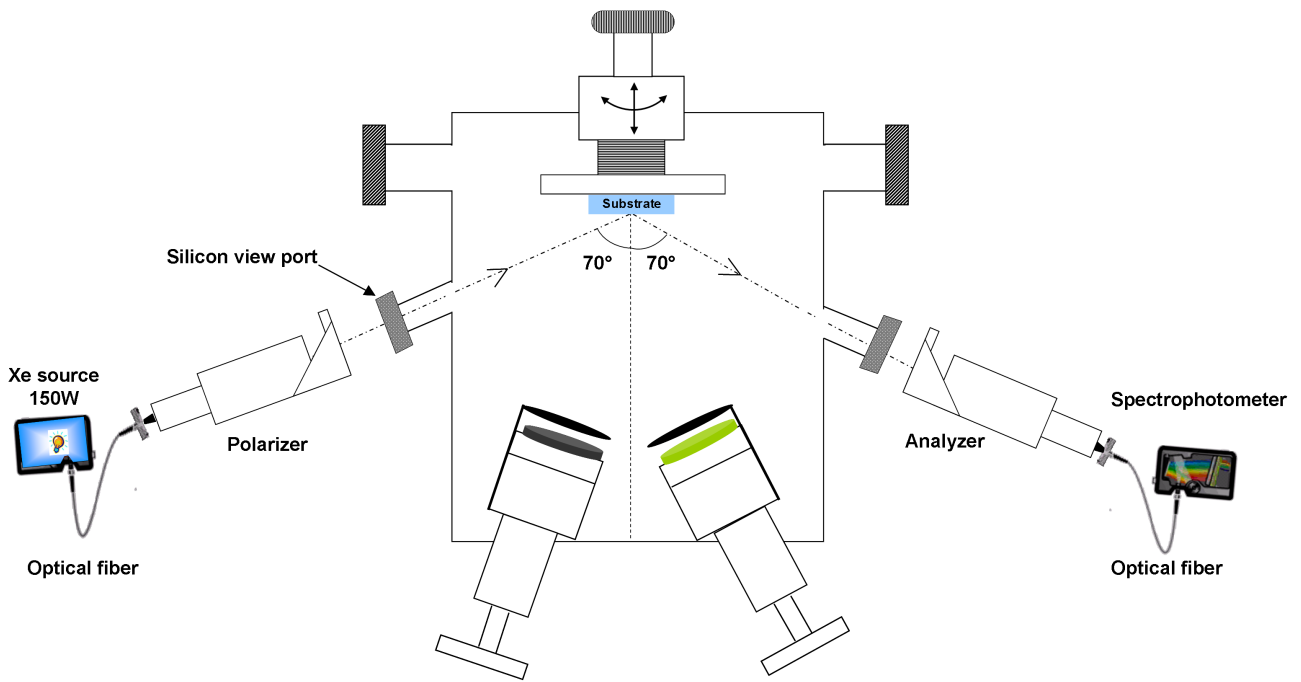 Substrate
Silicon view port
70°
70°
Xe source
150W
Polarizer
Analyzer
Spectrophotometer
Optical fiber
Optical fiber